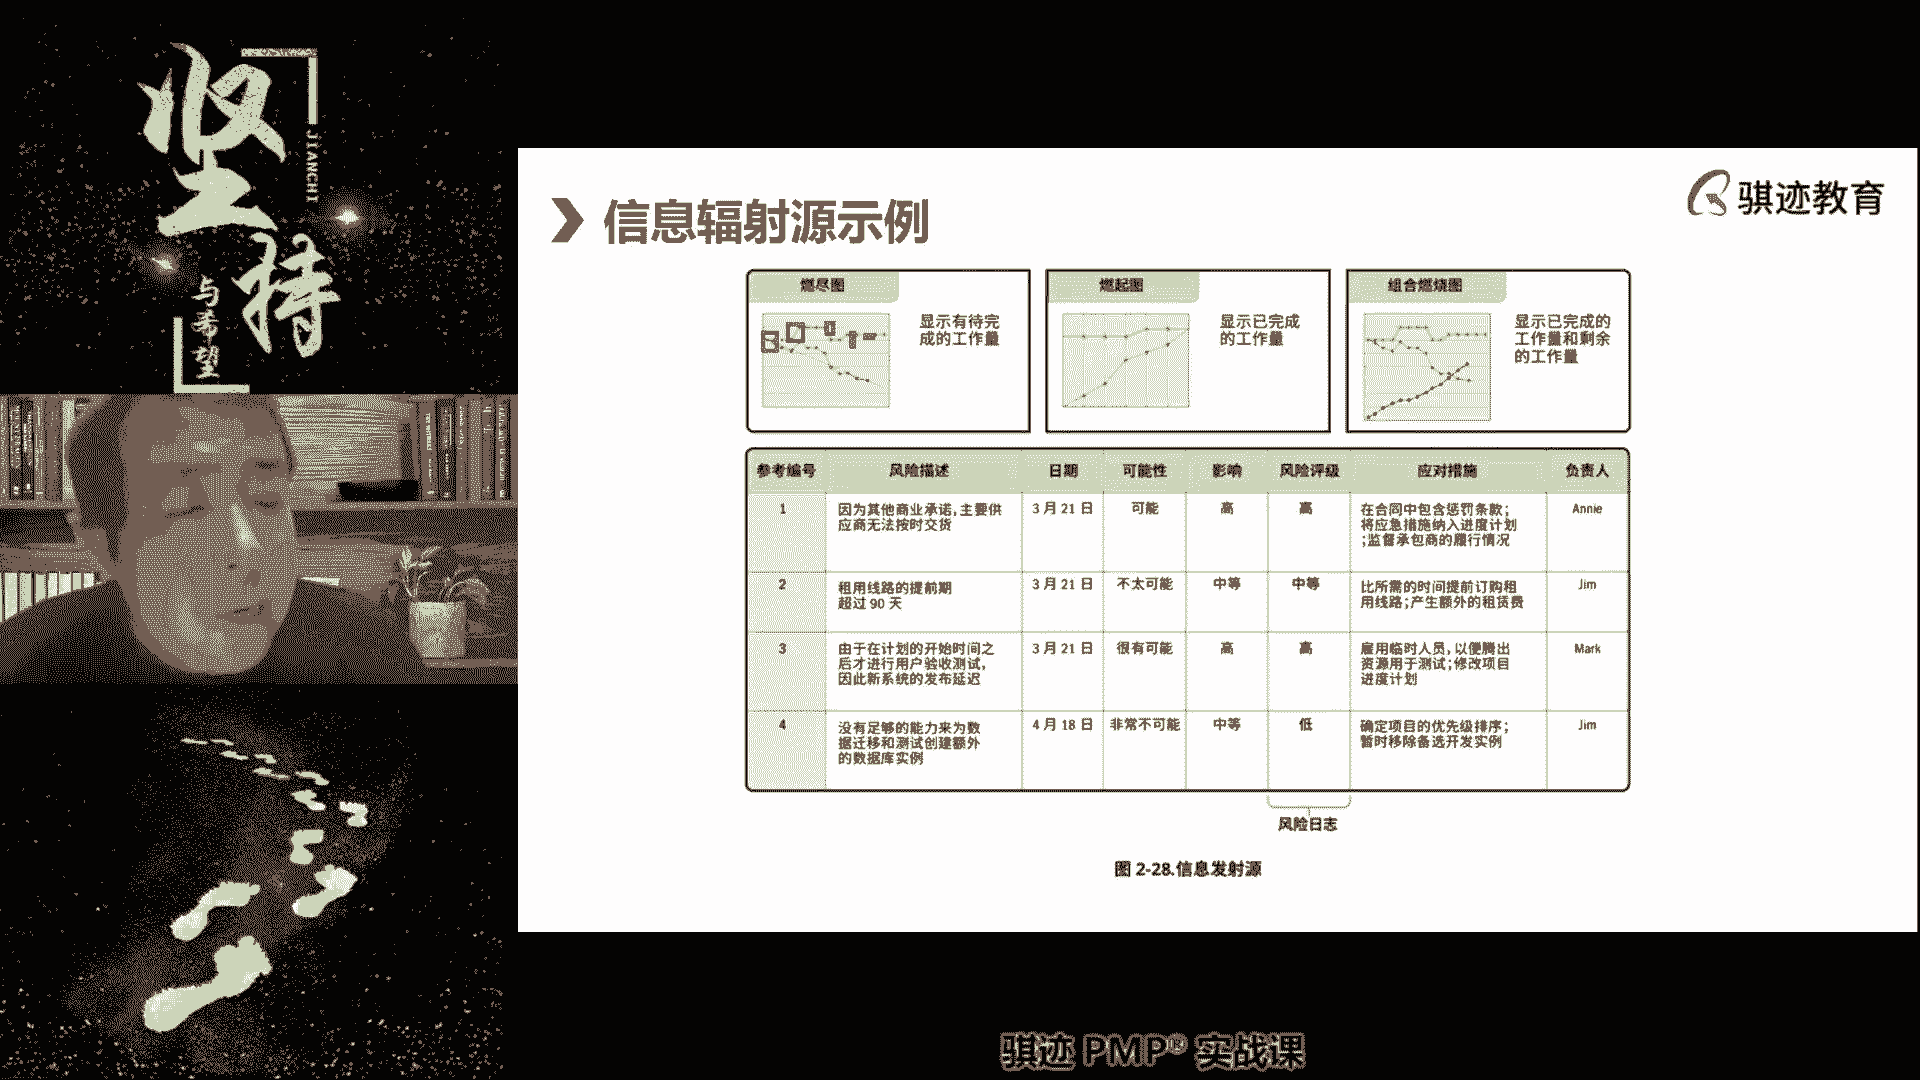 坚持
JIANCHI
与希望
骐迹教育
信息辐射源示例
燃尽图
显示有待完
成的工作量
燃起图
显示已完成
的工作量
组合燃烧图
显示已完成的
工作量和剩余
的工作量
参考编号 风险描述 日期 可能性 影响 风险评级 应对措施 负责人
1
因为其他商业承诺,主要供
应商无法按时交货
3 月 21 日
可能
高
高
在合同中包含惩罚条款;
将应急措施纳入进度计划
;监督承包商的履行情况
Annie
2
租用线路的提前期
超过 90 天
3 月 21 日
不太可能
中等
中等
比所需的时间提前订购租
用线路;产生额外的租赁费
Jim
3
由于在计划的开始时间之
后才进行用户验收测试,
因此新系统的发布延迟
3 月 21 日
很有可能
高
高
雇用临时人员,以便腾出
资源用于测试;修改项目
进度计划
Mark
4
没有足够的能力来为数
据迁移和测试创建额外
的数据库实例
4 月 18 日
非常不可能
中等
低
确定项目的优先级排序;
暂时移除备选开发实例
Jim
风险日志
图 2-28.信息发射源
骐迹 PMP® 实战课